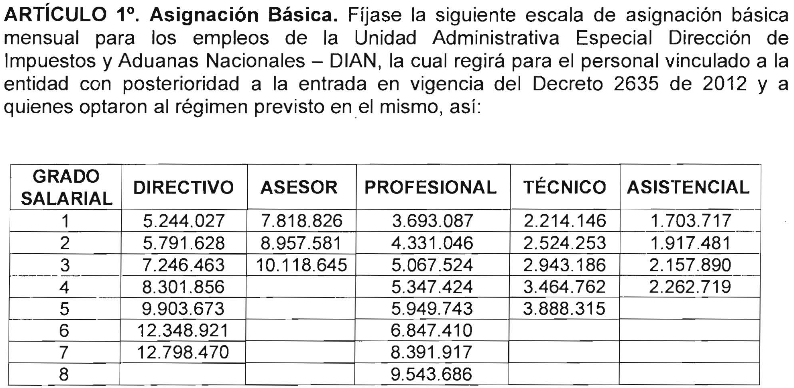 ARTÍCULO 1º. Asignación Básica. Fíjase la siguiente escala de asignación básica
mensual para los empleos de la Unidad Administrativa Especial Dirección de
Impuestos y Aduanas Nacionales – DIAN, la cual regirá para el personal vinculado a la
entidad con posterioridad a la entrada en vigencia del Decreto 2635 de 2012 y a
quienes optaron al régimen previsto en el mismo, así:
GRADO SALARIAL DIRECTIVO ASESOR PROFESIONAL TÉCNICO ASISTENCIAL
1 5.244.027 7.818.826 3.693.087 2.214.146 1.703.717
2 5.791.628 8.957.581 4.331.046 2.524.253 1.917.481
3 7.246.463 10.118.645 5.067.524 2.943.186 2.157.890
4 8.301.856 5.347.424 3.464.762 2.262.719
5 9.903.673 5.949.743 3.888.315
6 12.348.921 6.847.410
7 12.798.470 8.391.917
8 9.543.686